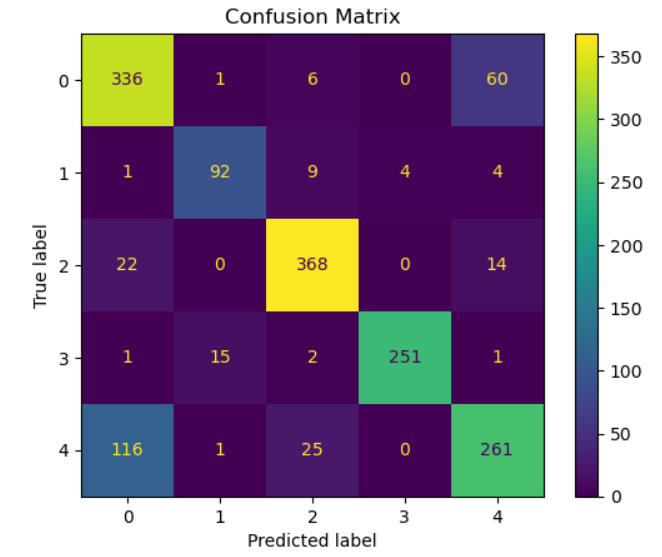 Confusion Matrix
0 336 1 6 0 60
1 1 92 9 4 4
2 22 0 368 0 14
3 1 15 2 251 1
4 116 1 25 0 261
0 1 2 3 4
Predicted label
True label
350
300
250
200
150
100
50
0